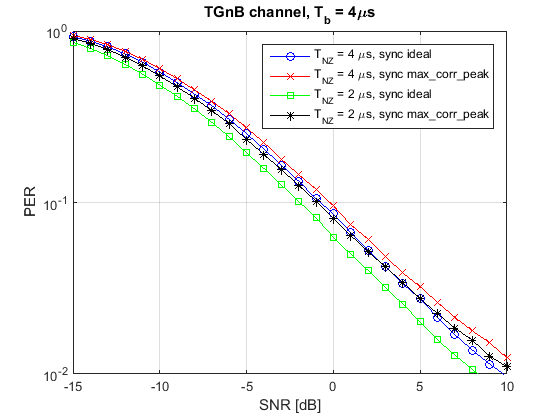 TGnB channel, T_b = 4μs
10^0
T_NZ = 4 μs, sync ideal
T_NZ = 4 μs, sync max_corr_peak
T_NZ = 2 μs, sync ideal
T_NZ = 2 μs, sync max_corr_peak
PER
10^-1
10^-2
-15 -10 -5 0 5 10
SNR [dB]